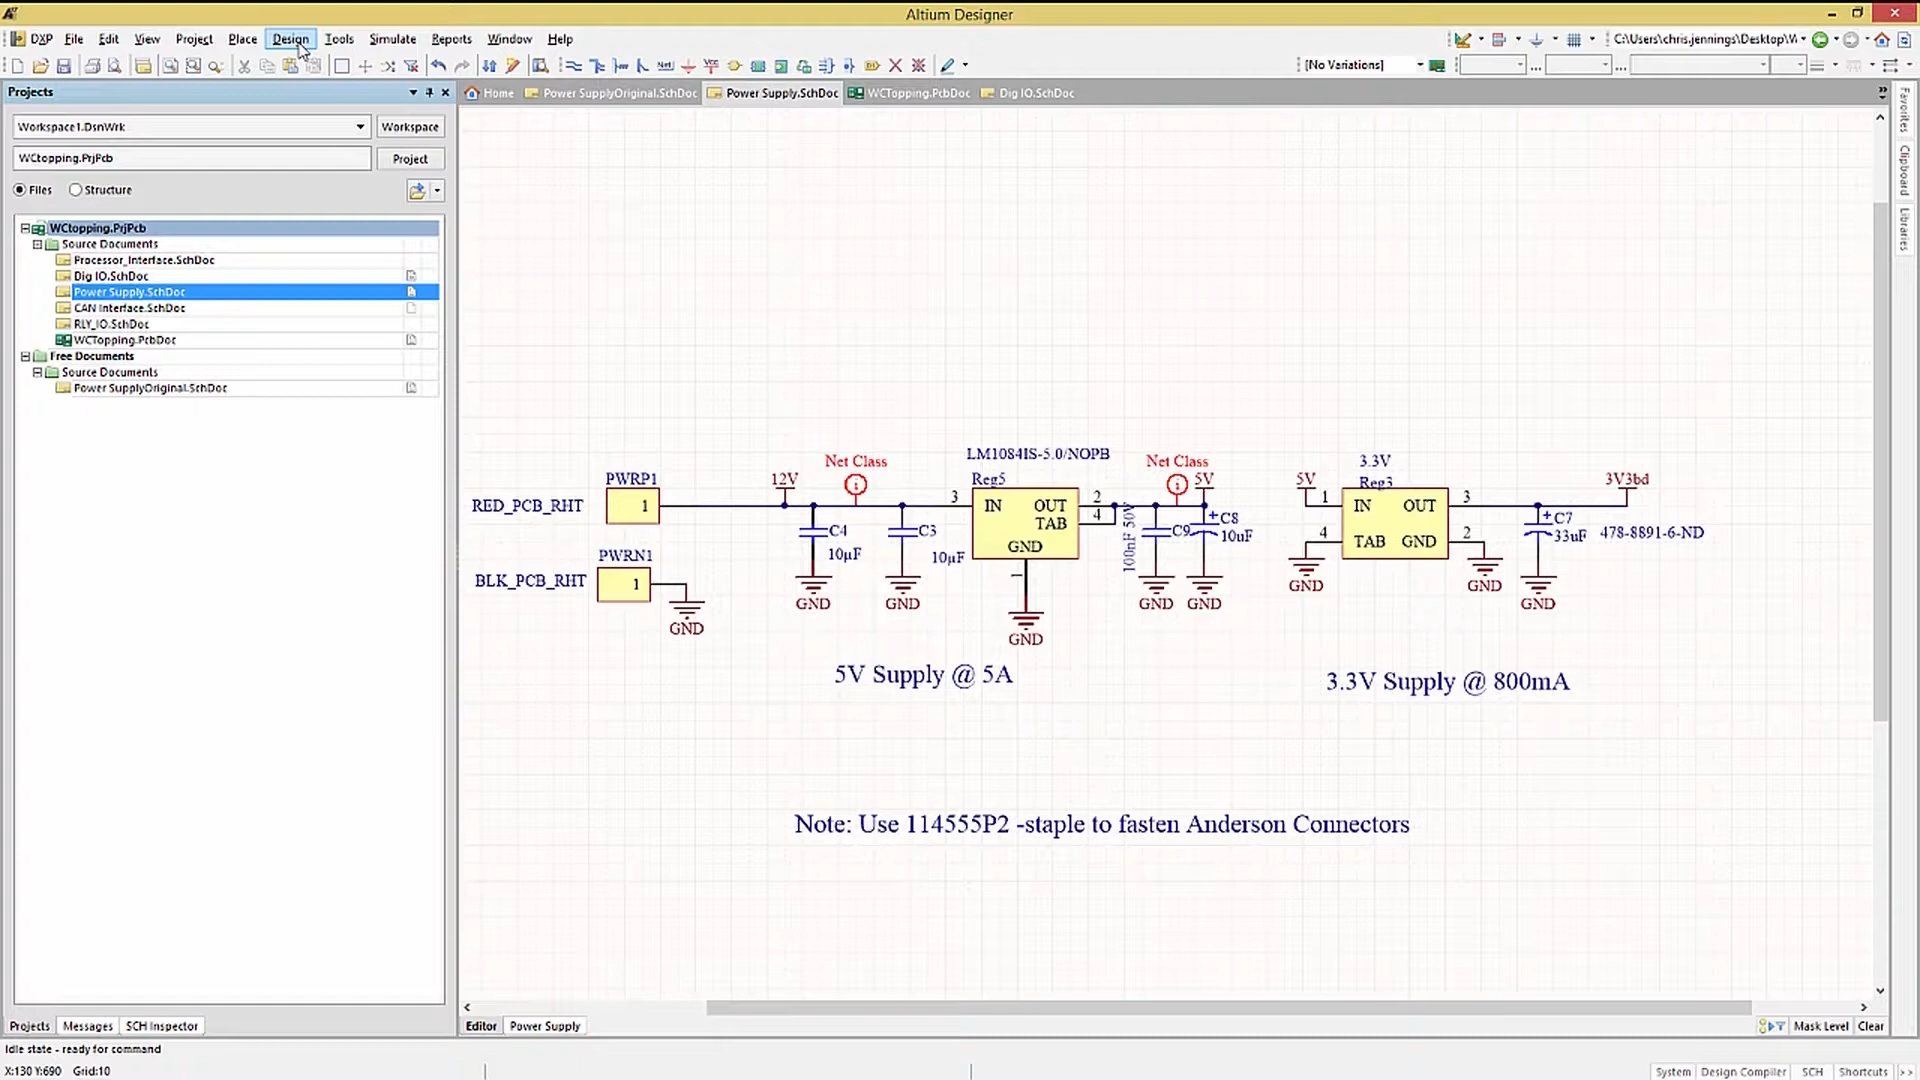 Altium Designer
DXP File Edit View Project Place Design Tools Simulate Reports Window Help
C:\Users\chris.jennings\Desktop\W
[No Variations]
Projects
Home Power SupplyOriginal.SchDoc Power Supply.SchDoc WCTopping.PcbDoc Dig IO.SchDoc
Workspace1.DsnWrk Workspace
WCtopping.PrjPcb Project
Files Structure
WCtopping.PrjPcb
Source Documents
Processor_Interface.SchDoc
Dig IO.SchDoc
Power Supply.SchDoc
CAN Interface.SchDoc
RLY_IO.SchDoc
WCTopping.PcbDoc
Free Documents
Source Documents
Power SupplyOriginal.SchDoc
Favorites
Clipboard
Libraries
RED_PCB_RHT
PWRP1
1
BLK_PCB_RHT
PWRN1
1
GND
12V
Net Class
i
C4
10µF
GND
C3
10µF
GND
LM1084IS-5.0/NOPB
Reg5
3 IN OUT 2
TAB 4
GND
1
GND
Net Class
i
5V
100nF 50V
C9
GND
C8
10uF
GND
5V Supply @ 5A
3.3V
Reg3
5V
1 IN OUT 3
4 TAB GND 2
GND
GND
3V3bd
C7
33uF
478-8891-6-ND
GND
3.3V Supply @ 800mA
Note: Use 114555P2 -staple to fasten Anderson Connectors
Projects Messages SCH Inspector
Editor Power Supply
Mask Level Clear
Idle state - ready for command
X:130 Y:690 Grid:10
System Design Compiler SCH Shortcuts >>